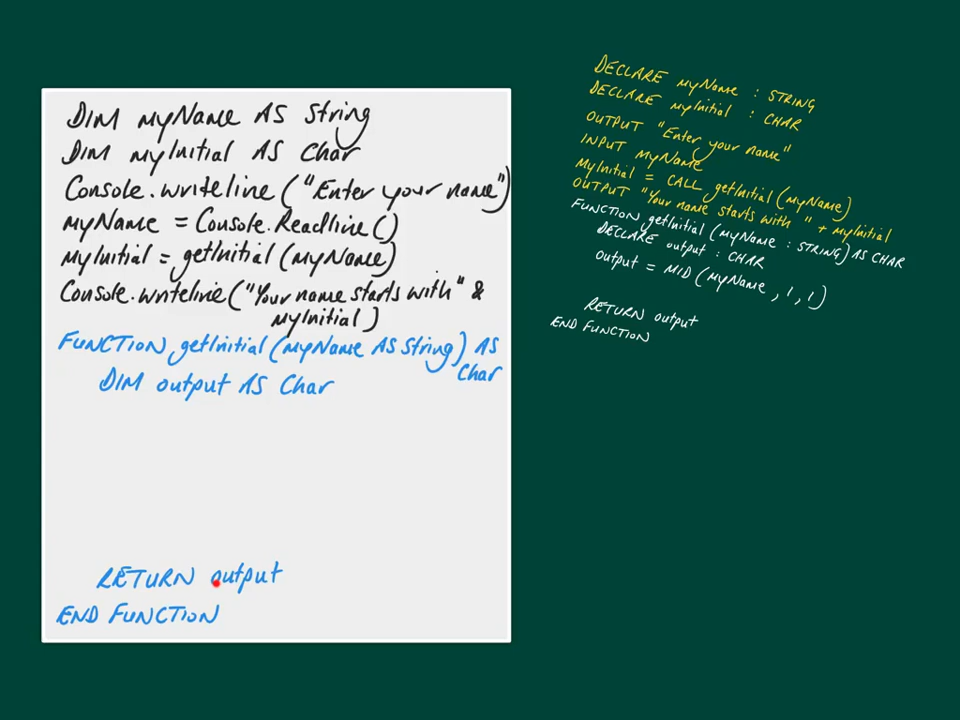 DIM myName AS String
DIM myInitial AS Char
Console.writeline ("Enter your name")
myName = Console.Readline ()
myInitial = getInitial (myName)
Console.writeline ("Your name starts with" &
myInitial)
FUNCTION getInitial (myName AS String) AS
Char
DIM output AS Char
RETURN output
END FUNCTION
DECLARE myName : STRING
DECLARE myInitial : CHAR
OUTPUT "Enter your name"
INPUT myName
MyInitial = CALL getInitial (myName)
OUTPUT "Your name starts with " + myInitial
FUNCTION getInitial (myName : STRING) AS CHAR
DECLARE output : CHAR
output = MID (myName , 1, 1)
RETURN output
END FUNCTION